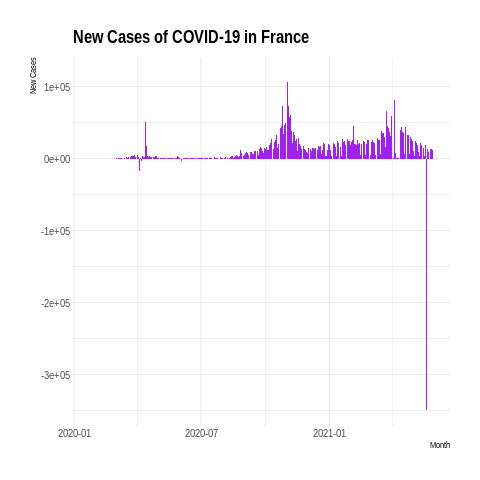 New Cases of COVID-19 in France
New Cases
1e+05
0e+00
-1e+05
-2e+05
-3e+05
2020-01
2020-07
2021-01
Month